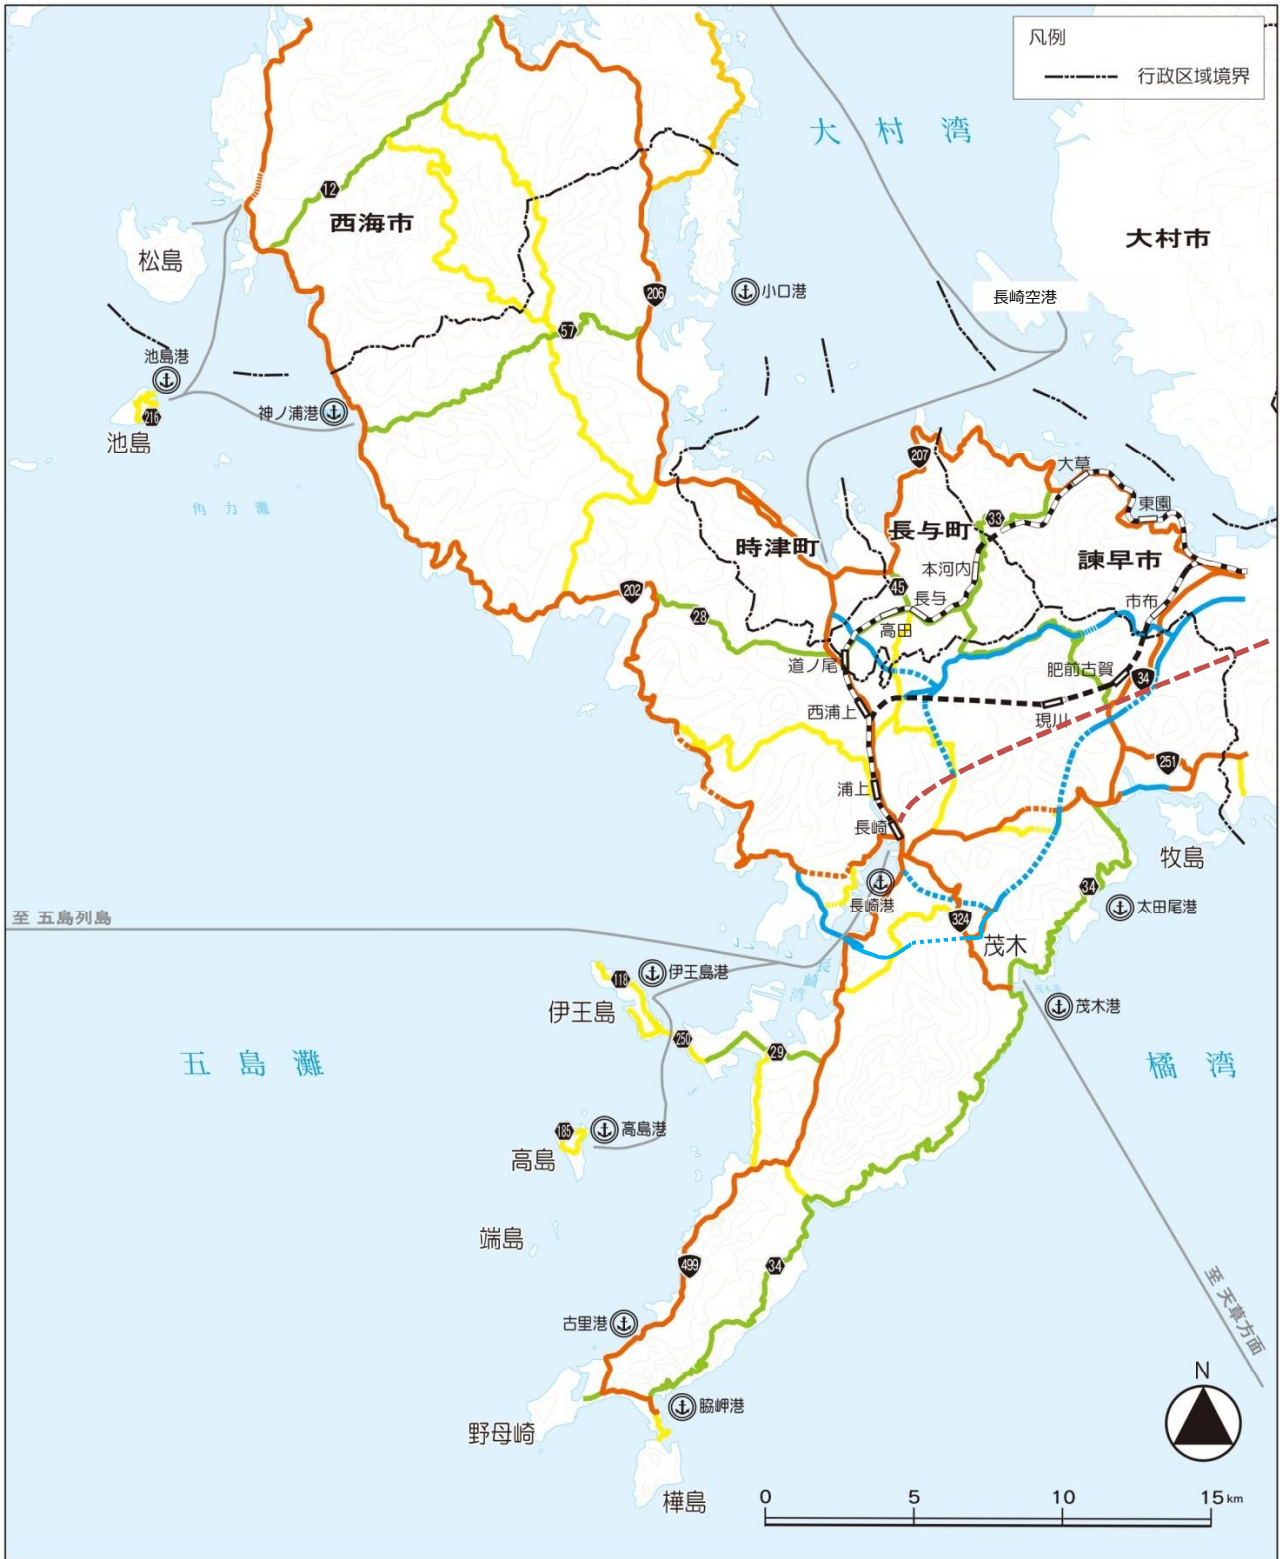 凡例
行政区域境界
大村湾
12
西海市
大村市
松島
206
小口港
長崎空港
57
池島港
神ノ浦港
216
池島
角力灘
207
大草
東園
33
長与町
時津町
諫早市
本河内
45
長与
202
28
高田
市布
道ノ尾
肥前古賀
34
西浦上
現川
251
浦上
長崎
牧島
長崎港
34
太田尾港
至 五島列島
324
茂木
長崎湾
118
伊王島港
伊王島
茂木港
茂木港
250
29
五島灘
橘湾
185
高島港
高島
端島
499
34
至 天草方面
古里港
N
脇岬港
野母崎
樺島
0 5 10 15 km